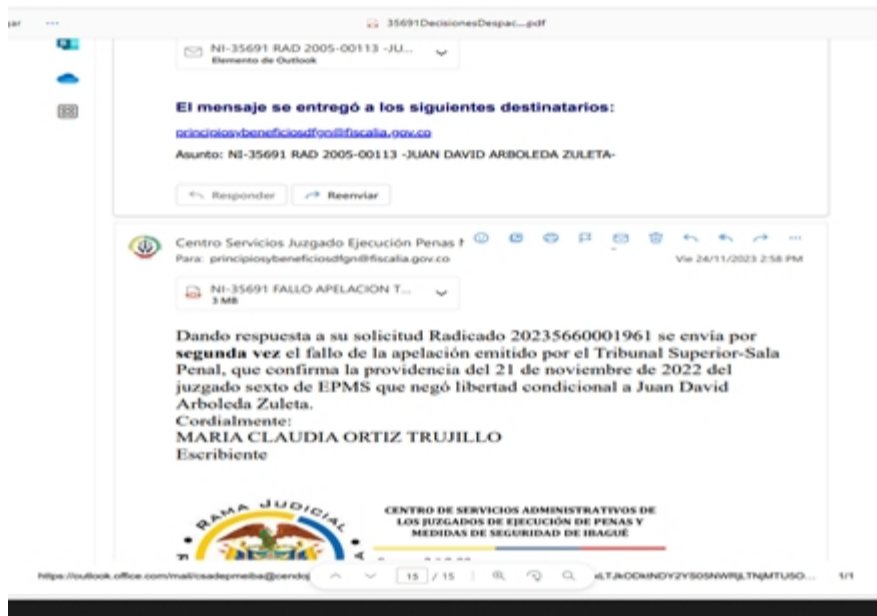 35691DecisionesDespac...pdf
NI-35691 RAD 2005-00113 -JU...
Elemento de Outlook
El mensaje se entregó a los siguientes destinatarios:
principiosybeneficiosdfgn@fiscalia.gov.co
Asunto: NI-35691 RAD 2005-00113 -JUAN DAVID ARBOLEDA ZULETA-
Responder Reenviar
Centro Servicios Juzgado Ejecución Penas
Para: principiosybeneficiosdfgn@fiscalia.gov.co
Vie 24/11/2023 2:58 PM
NI-35691 FALLO APELACION T...
3 MB
Dando respuesta a su solicitud Radicado 20235660001961 se envía por
segunda vez el fallo de la apelación emitido por el Tribunal Superior-Sala
Penal, que confirma la providencia del 21 de noviembre de 2022 del
juzgado sexto de EPMS que negó libertad condicional a Juan David
Arboleda Zuleta.
Cordialmente:
MARIA CLAUDIA ORTIZ TRUJILLO
Escribiente
RAMA JUDICIAL
CENTRO DE SERVICIOS ADMINISTRATIVOS DE
LOS JUZGADOS DE EJECUCIÓN DE PENAS Y
MEDIDAS DE SEGURIDAD DE IBAGUÉ
15 / 15
1/1